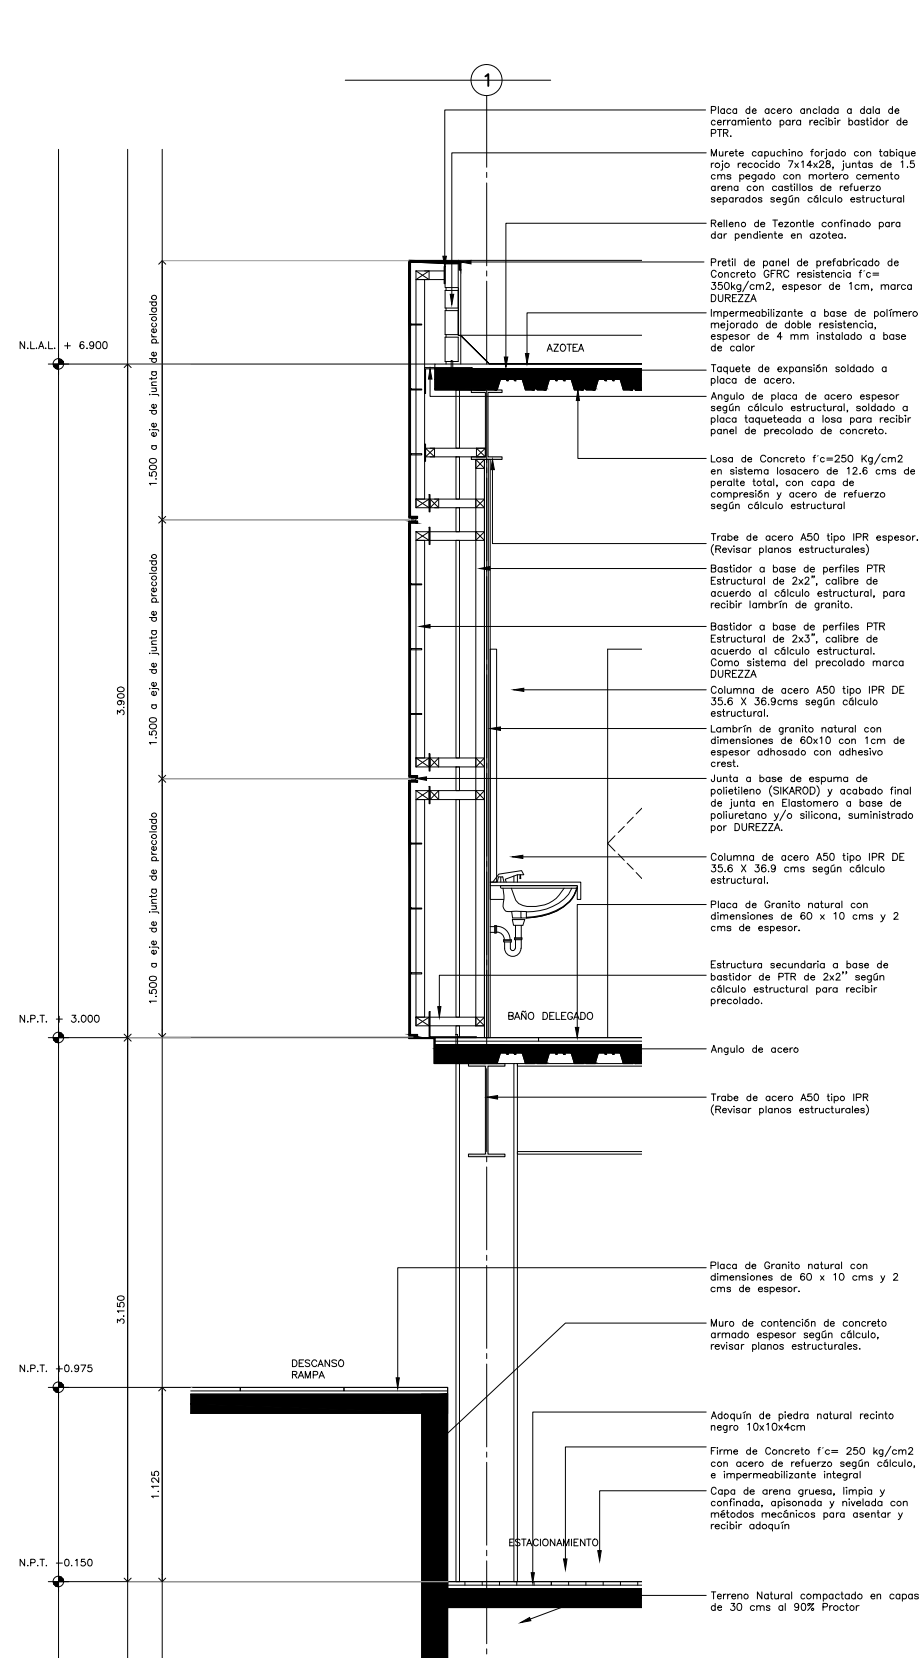 1
Placa de acero anclada a dala de
cerramiento para recibir bastidor de
PTR.
Murete capuchino forjado con tabique
rojo recocido 7x14x28, juntas de 1.5
cms pegado con mortero cemento
arena con castillos de refuerzo
separados según cálculo estructural
Relleno de Tezontle confinado para
dar pendiente en azotea.
Pretil de panel de prefabricado de
Concreto GFRC resistencia f'c=
350kg/cm2, espesor de 1cm, marca
DUREZZA
Impermeabilizante a base de polímero
mejorado de doble resistencia,
espesor de 4 mm instalado a base
de calor
N.L.A.L. + 6.900
AZOTEA
Taquete de expansión soldado a
placa de acero.
Angulo de placa de acero espesor
según cálculo estructural, soldado a
placa taqueteada a losa para recibir
panel de precolado de concreto.
1.500 a eje de junta de precolado
Losa de Concreto f'c=250 Kg/cm2
en sistema losacero de 12.6 cms de
peralte total, con capa de
compresión y acero de refuerzo
según cálculo estructural
Trabe de acero A50 tipo IPR espesor.
(Revisar planos estructurales)
Bastidor a base de perfiles PTR
Estructural de 2x2", calibre de
acuerdo al cálculo estructural, para
recibir lambrín de granito.
Bastidor a base de perfiles PTR
Estructural de 2x3", calibre de
acuerdo al cálculo estructural.
Como sistema del precolado marca
DUREZZA
1.500 a eje de junta de precolado
3.900
Columna de acero A50 tipo IPR DE
35.6 X 36.9cms según cálculo
estructural.
Lambrín de granito natural con
dimensiones de 60x10 con 1cm de
espesor adhosado con adhesivo
crest.
Junta a base de espuma de
polietileno (SIKAROD) y acabado final
de junta en Elastomero a base de
poliuretano y/o silicona, suministrado
por DUREZZA.
Columna de acero A50 tipo IPR DE
35.6 X 36.9 cms según cálculo
estructural.
1.500 a eje de junta de precolado
Placa de Granito natural con
dimensiones de 60 x 10 cms y 2
cms de espesor.
Estructura secundaria a base de
bastidor de PTR de 2x2'' según
cálculo estructural para recibir
precolado.
N.P.T. + 3.000
BAÑO DELEGADO
Angulo de acero
Trabe de acero A50 tipo IPR
(Revisar planos estructurales)
3.150
Placa de Granito natural con
dimensiones de 60 x 10 cms y 2
cms de espesor.
Muro de contención de concreto
armado espesor según cálculo,
revisar planos estructurales.
N.P.T. +0.975
DESCANSO
RAMPA
Adoquín de piedra natural recinto
negro 10x10x4cm
Firme de Concreto f'c= 250 kg/cm2
con acero de refuerzo según cálculo,
e impermeabilizante integral
1.125
Capa de arena gruesa, limpia y
confinada, apisonada y nivelada con
métodos mecánicos para asentar y
recibir adoquín
ESTACIONAMIENTO
N.P.T. -0.150
Terreno Natural compactado en capas
de 30 cms al 90% Proctor